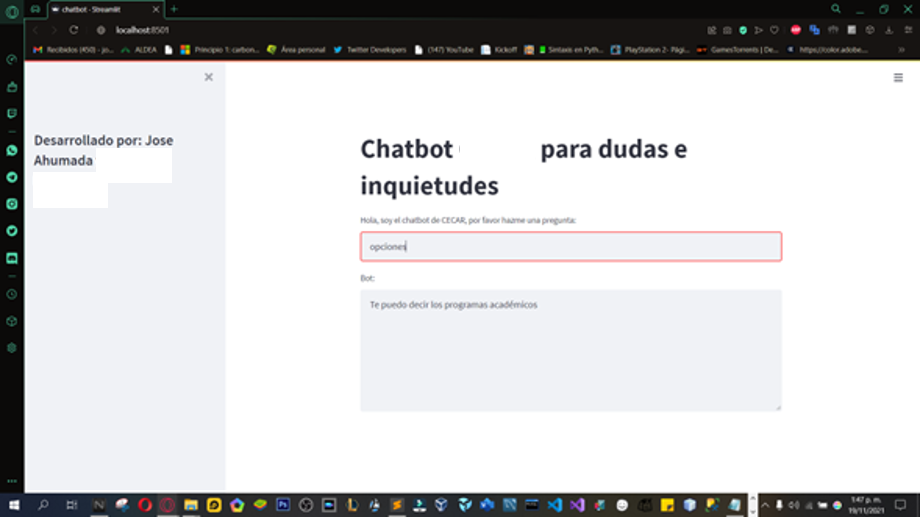 chatbot - Streamlit
localhost:8501
Recibidos (450) - jo...
ALDEA
Principio 1: carbon...
Área personal
Twitter Developers
(147) YouTube
Kickoff
Sintaxis en Pyth...
PlayStation 2- Pági...
GamesTorrents | De...
https://color.adobe....
Desarrollado por: Jose
Ahumada
Chatbot para dudas e
inquietudes
Hola, soy el chatbot de CECAR, por favor hazme una pregunta:
opciones
Bot:
Te puedo decir los programas académicos
1:47 p. m.
19/11/2021